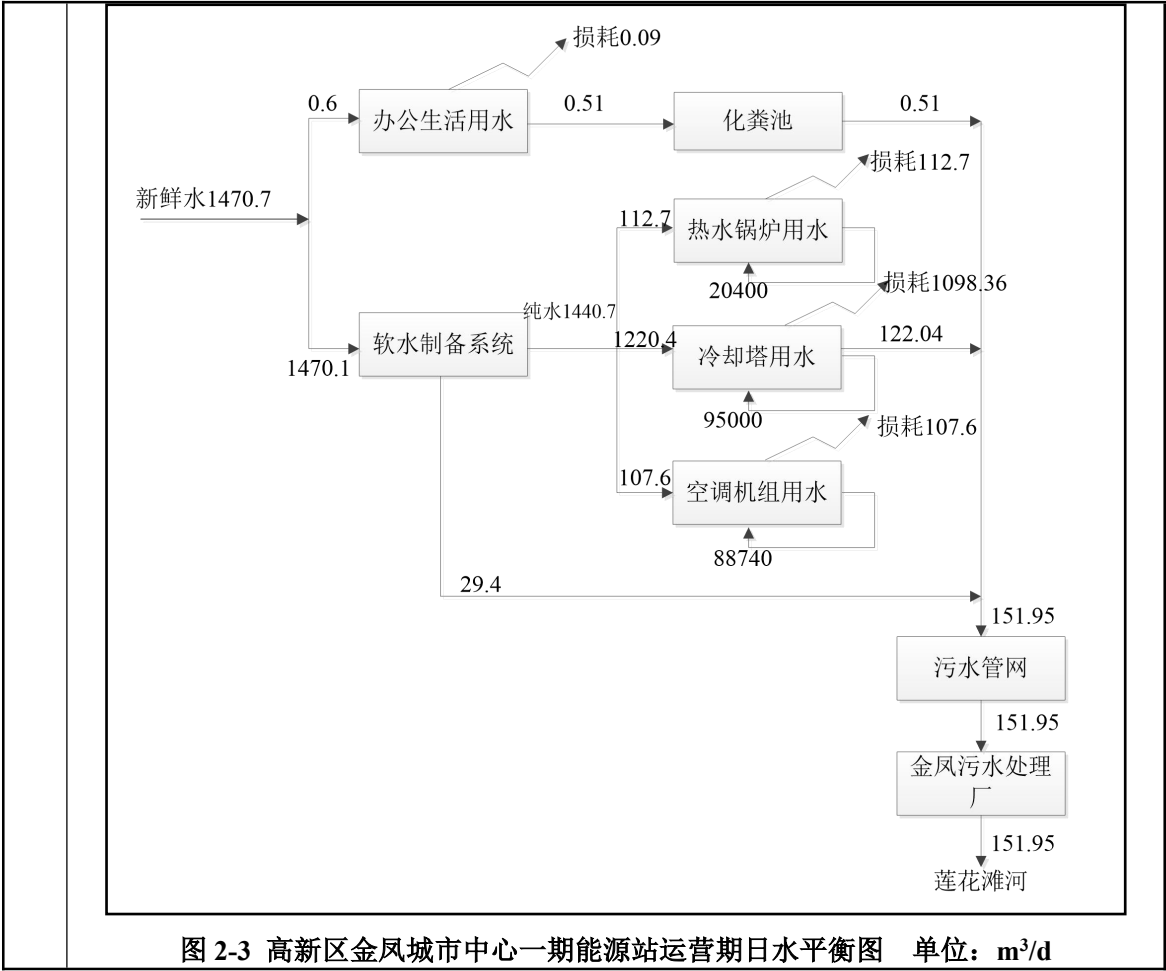 损耗0.09
0.6
办公生活用水
0.51
化粪池
0.51
新鲜水1470.7
损耗112.7
112.7
热水锅炉用水
20400
损耗1098.36
纯水1440.7
软水制备系统
1470.1
1220.4
冷却塔用水
122.04
95000
损耗107.6
107.6
空调机组用水
88740
29.4
151.95
污水管网
151.95
金凤污水处理
厂
151.95
莲花滩河
图 2-3 高新区金凤城市中心一期能源站运营期日水平衡图 单位：m³/d